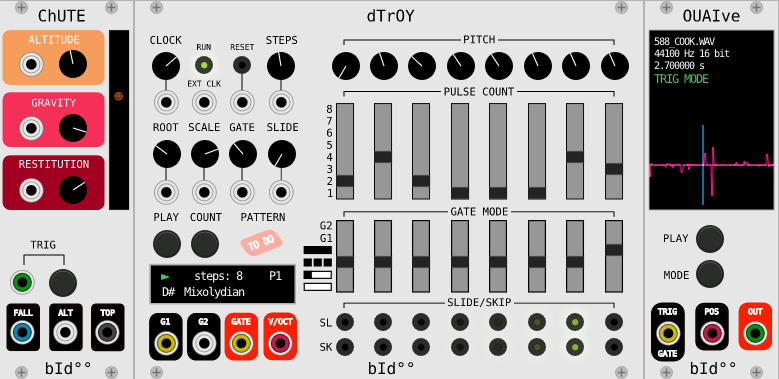 ChUTE
ALTITUDE
GRAVITY
RESTITUTION
TRIG
FALL ALT TOP
bId°°
dTrOY
CLOCK RUN RESET STEPS
EXT CLK
ROOT SCALE GATE SLIDE
PLAY COUNT PATTERN
TO DO
► steps: 8 P1
D# Mixolydian
G1 G2 GATE V/OCT
PITCH
PULSE COUNT
8
7
6
5
4
3
2
1
GATE MODE
G2
G1
SLIDE/SKIP
SL
SK
bId°°
OUAIve
588_COOK.WAV
44100 Hz 16 bit
2.700000 s
TRIG MODE
PLAY
MODE
TRIG POS OUT
GATE
bId°°